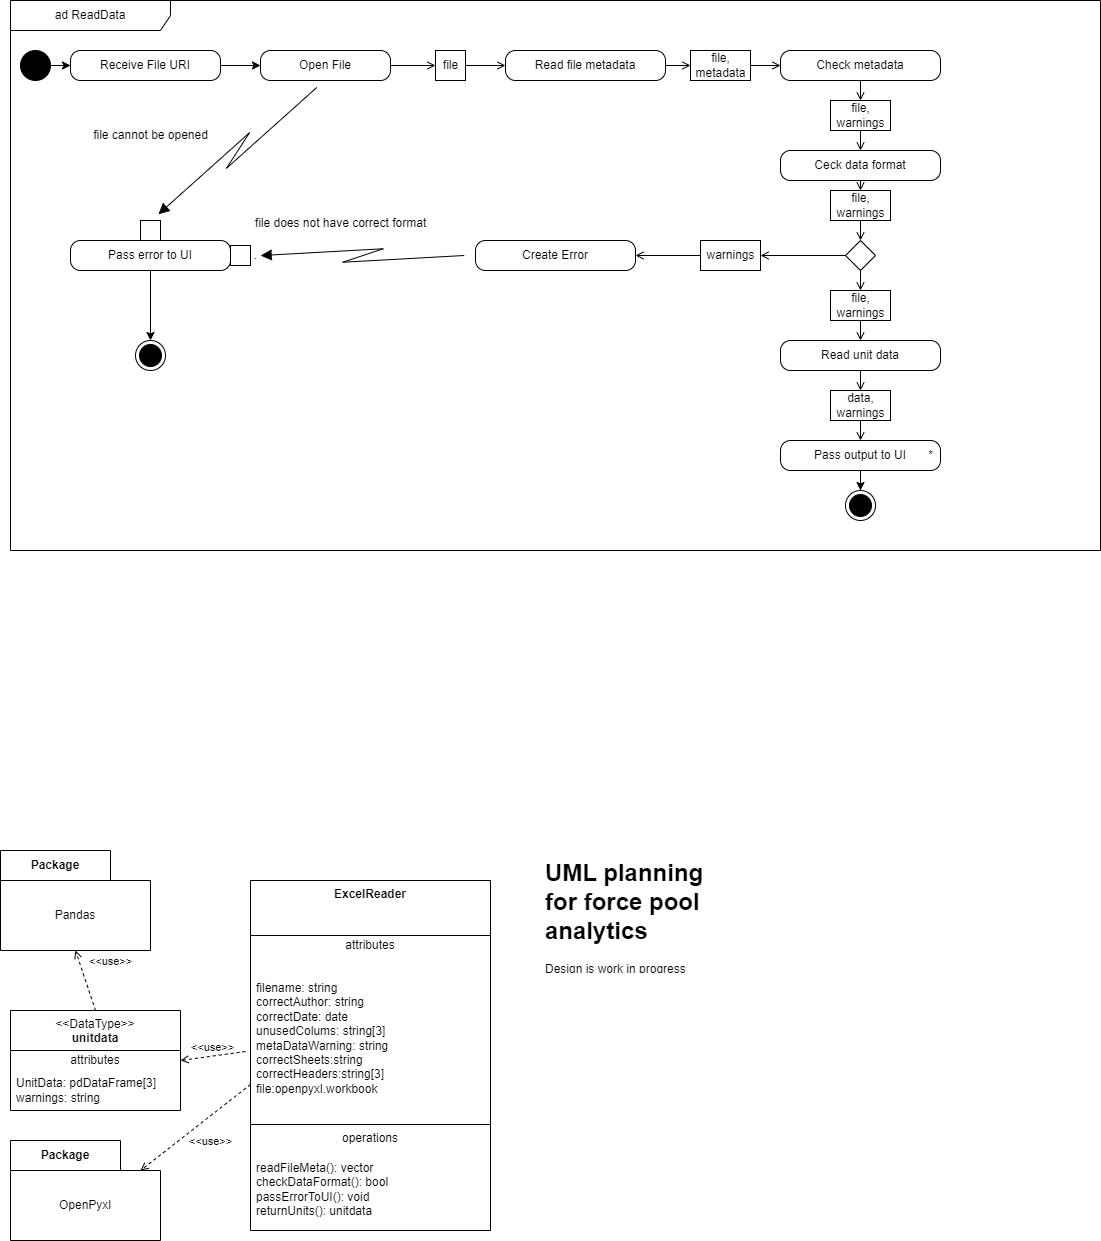 ad ReadData
Receive File URI
Open File
file
Read file metadata
file,
metadata
Check metadata
file,
warnings
file cannot be opened
Ceck data format
file,
warnings
file does not have correct format
Pass error to UI
.
Create Error
warnings
file,
warnings
Read unit data
data,
warnings
Pass output to UI *
Package
Pandas
<<use>>
<<DataType>>
unitdata
attributes
UnitData: pdDataFrame[3]
warnings: string
<<use>>
<<use>>
Package
OpenPyxl
ExcelReader
attributes
filename: string
correctAuthor: string
correctDate: date
unusedColums: string[3]
metaDataWarning: string
correctSheets:string
correctHeaders:string[3]
file:openpyxl.workbook
operations
readFileMeta(): vector
checkDataFormat(): bool
passErrorToUI(): void
returnUnits(): unitdata
UML planning
for force pool
analytics
Design is work in progress